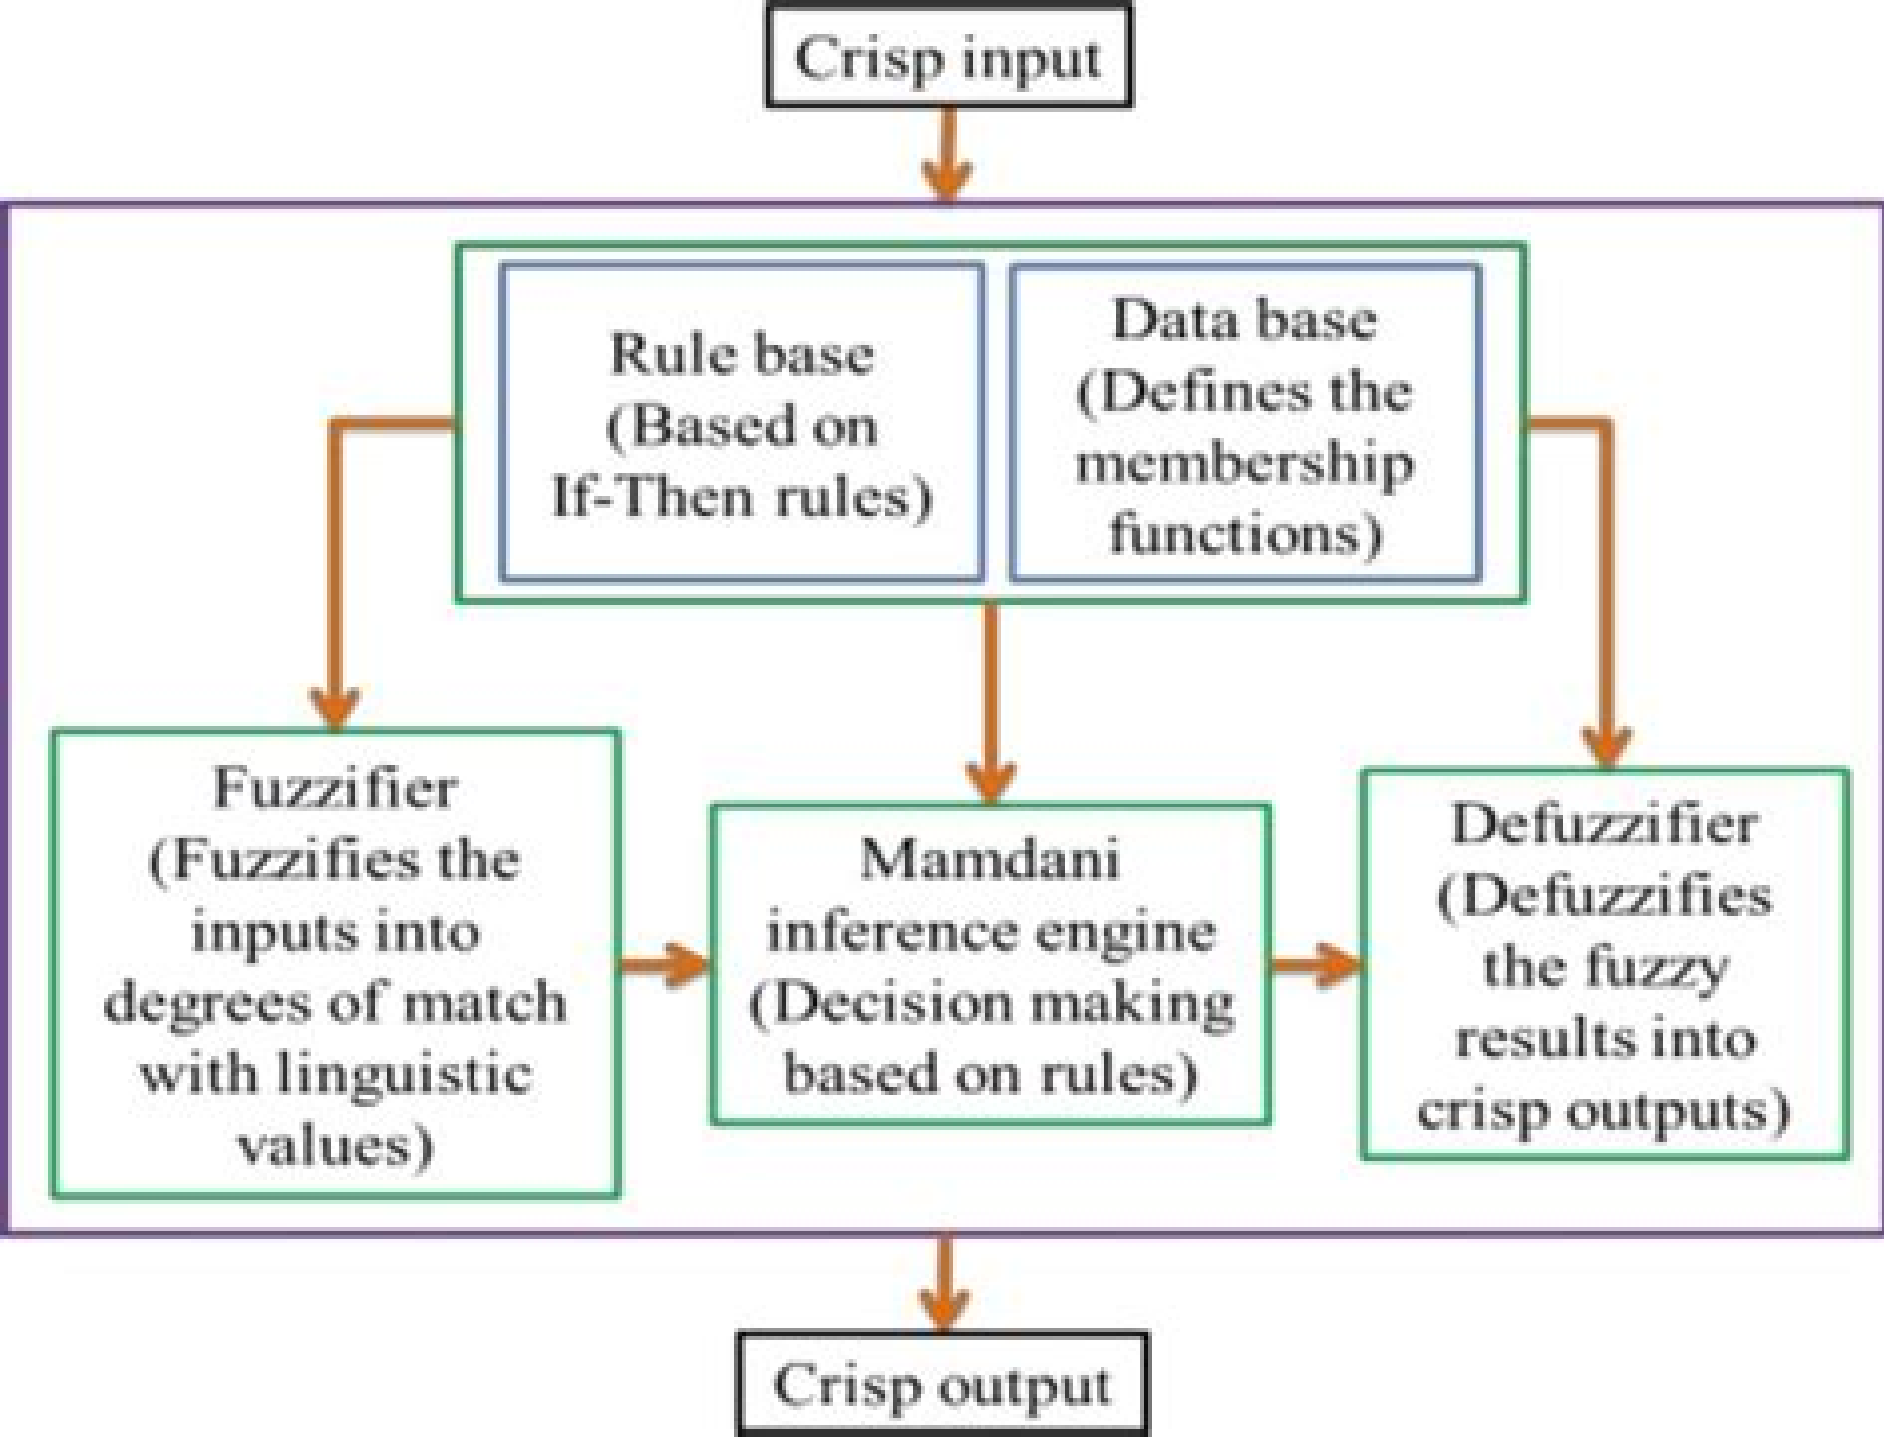 Crisp input
Rule base
(Based on
If-Then rules)
Data base
(Defines the
membership
functions)
Fuzzifier
(Fuzzifies the
inputs into
degrees of match
with linguistic
values)
Mamdani
inference engine
(Decision making
based on rules)
Defuzzifier
(Defuzzifies
the fuzzy
results into
crisp outputs)
Crisp output